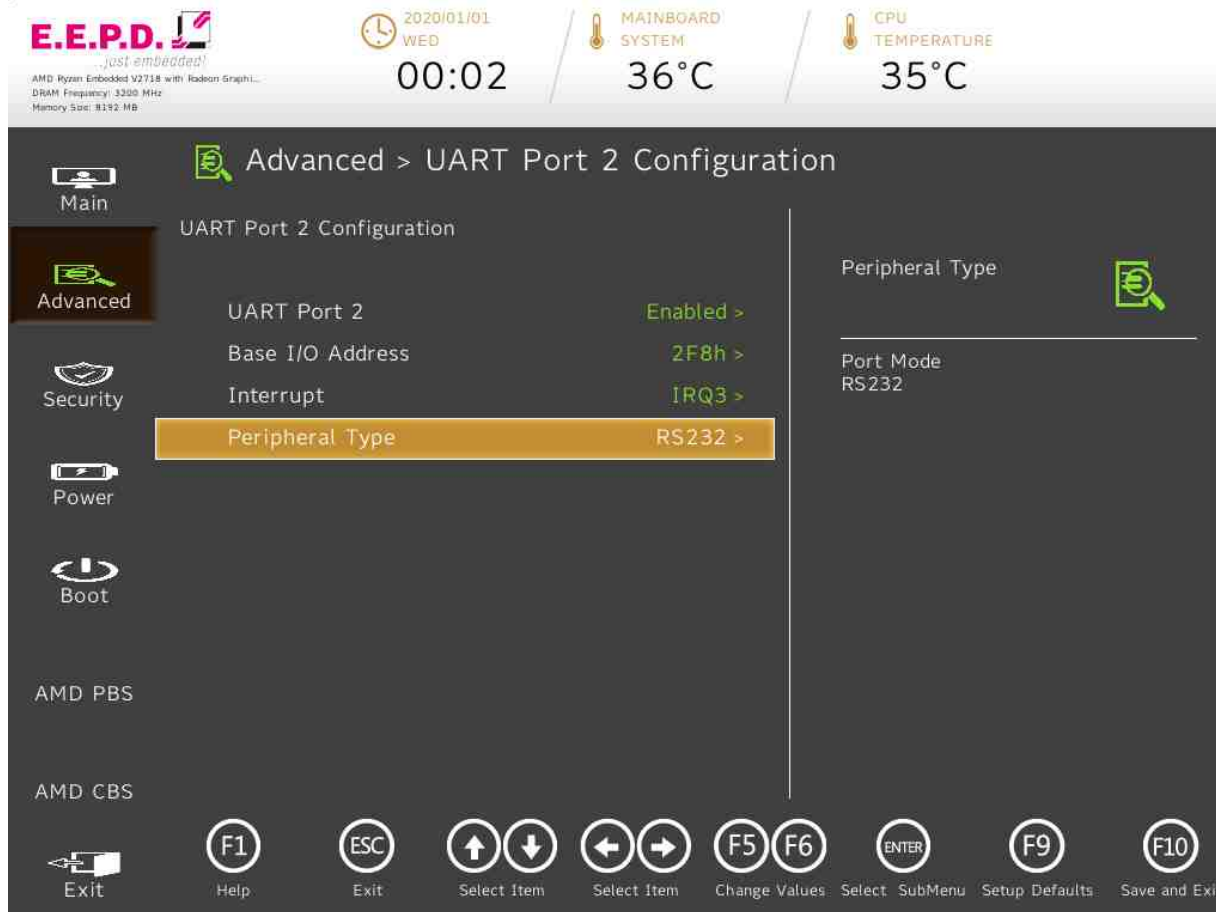 E.E.P.D.
...just embedded!
AMD Ryzen Embedded V2718 with Radeon Graphi...
DRAM Frequency: 3200 MHz
Memory Size: 8192 MB
2020/01/01
WED
00:02
MAINBOARD
SYSTEM
36°C
CPU
TEMPERATURE
35°C
Main
Advanced
Security
Power
Boot
AMD PBS
AMD CBS
Exit
Advanced > UART Port 2 Configuration
UART Port 2 Configuration
UART Port 2 Enabled >
Base I/O Address 2F8h >
Interrupt IRQ3 >
Peripheral Type RS232 >
Peripheral Type
Port Mode
RS232
F1
Help
ESC
Exit
Select Item
Select Item
F5 F6
Change Values
ENTER
Select SubMenu
F9
Setup Defaults
F10
Save and Exi